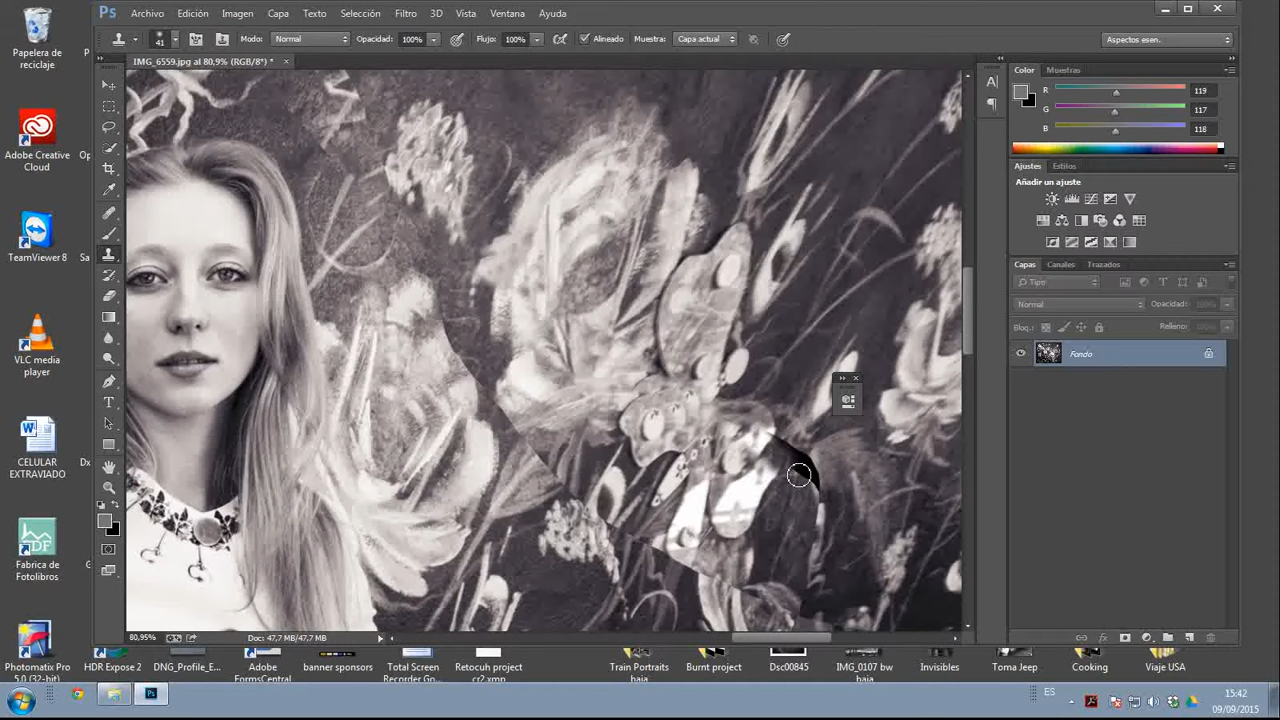 Ps Archivo Edición Imagen Capa Texto Selección Filtro 3D Vista Ventana Ayuda
41 Modo: Normal Opacidad: 100% Flujo: 100% Alineado Muestra: Capa actual Aspectos esen.
IMG_6559.jpg al 80,9% (RGB/8*) * ×
Papelera de reciclaje
Adobe Creative Cloud
TeamViewer 8
VLC media player
CELULAR EXTRAVIADO
Fabrica de Fotolibros
Photomatix Pro 5.0 (32-bit)
Color Muestras
R 119
G 117
B 118
Ajustes Estilos
Añadir un ajuste
Capas Canales Trazados
Tipo
Normal Opacidad: 100%
Bloq.: Relleno: 100%
Fondo
80,95% Doc: 47,7 MB/47,7 MB
HDR Expose 2
DNG_Profile_E...
Adobe FormsCentral
banner sponsors
Total Screen Recorder Go...
Retocuh project cr2.xmp
Train Portraits baja
Burnt project
Dsc00845
IMG_0107 bw baja
Invisibles
Toma Jeep
Cooking
Viaje USA
ES
15:42
09/09/2015